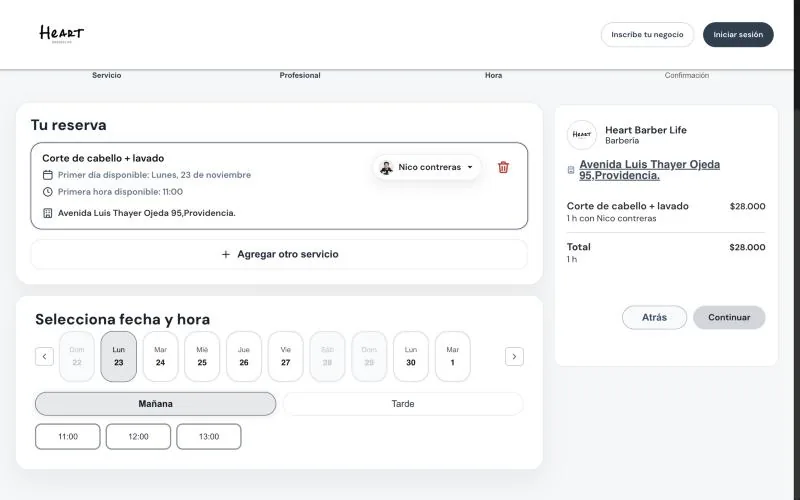 Heart
Inscribe tu negocio
Iniciar sesión
Servicio
Profesional
Hora
Confirmación
Tu reserva
Corte de cabello + lavado
Primer día disponible: Lunes, 23 de noviembre
Primera hora disponible: 11:00
Avenida Luis Thayer Ojeda 95,Providencia.
Nico contreras
+ Agregar otro servicio
Selecciona fecha y hora
Dom 22
Lun 23
Mar 24
Mié 25
Jue 26
Vie 27
Sáb 28
Dom 29
Lun 30
Mar 1
Mañana
Tarde
11:00
12:00
13:00
Heart
Heart Barber Life
Barbería
Avenida Luis Thayer Ojeda
95,Providencia.
Corte de cabello + lavado
$28.000
1 h con Nico contreras
Total
$28.000
1 h
Atrás
Continuar